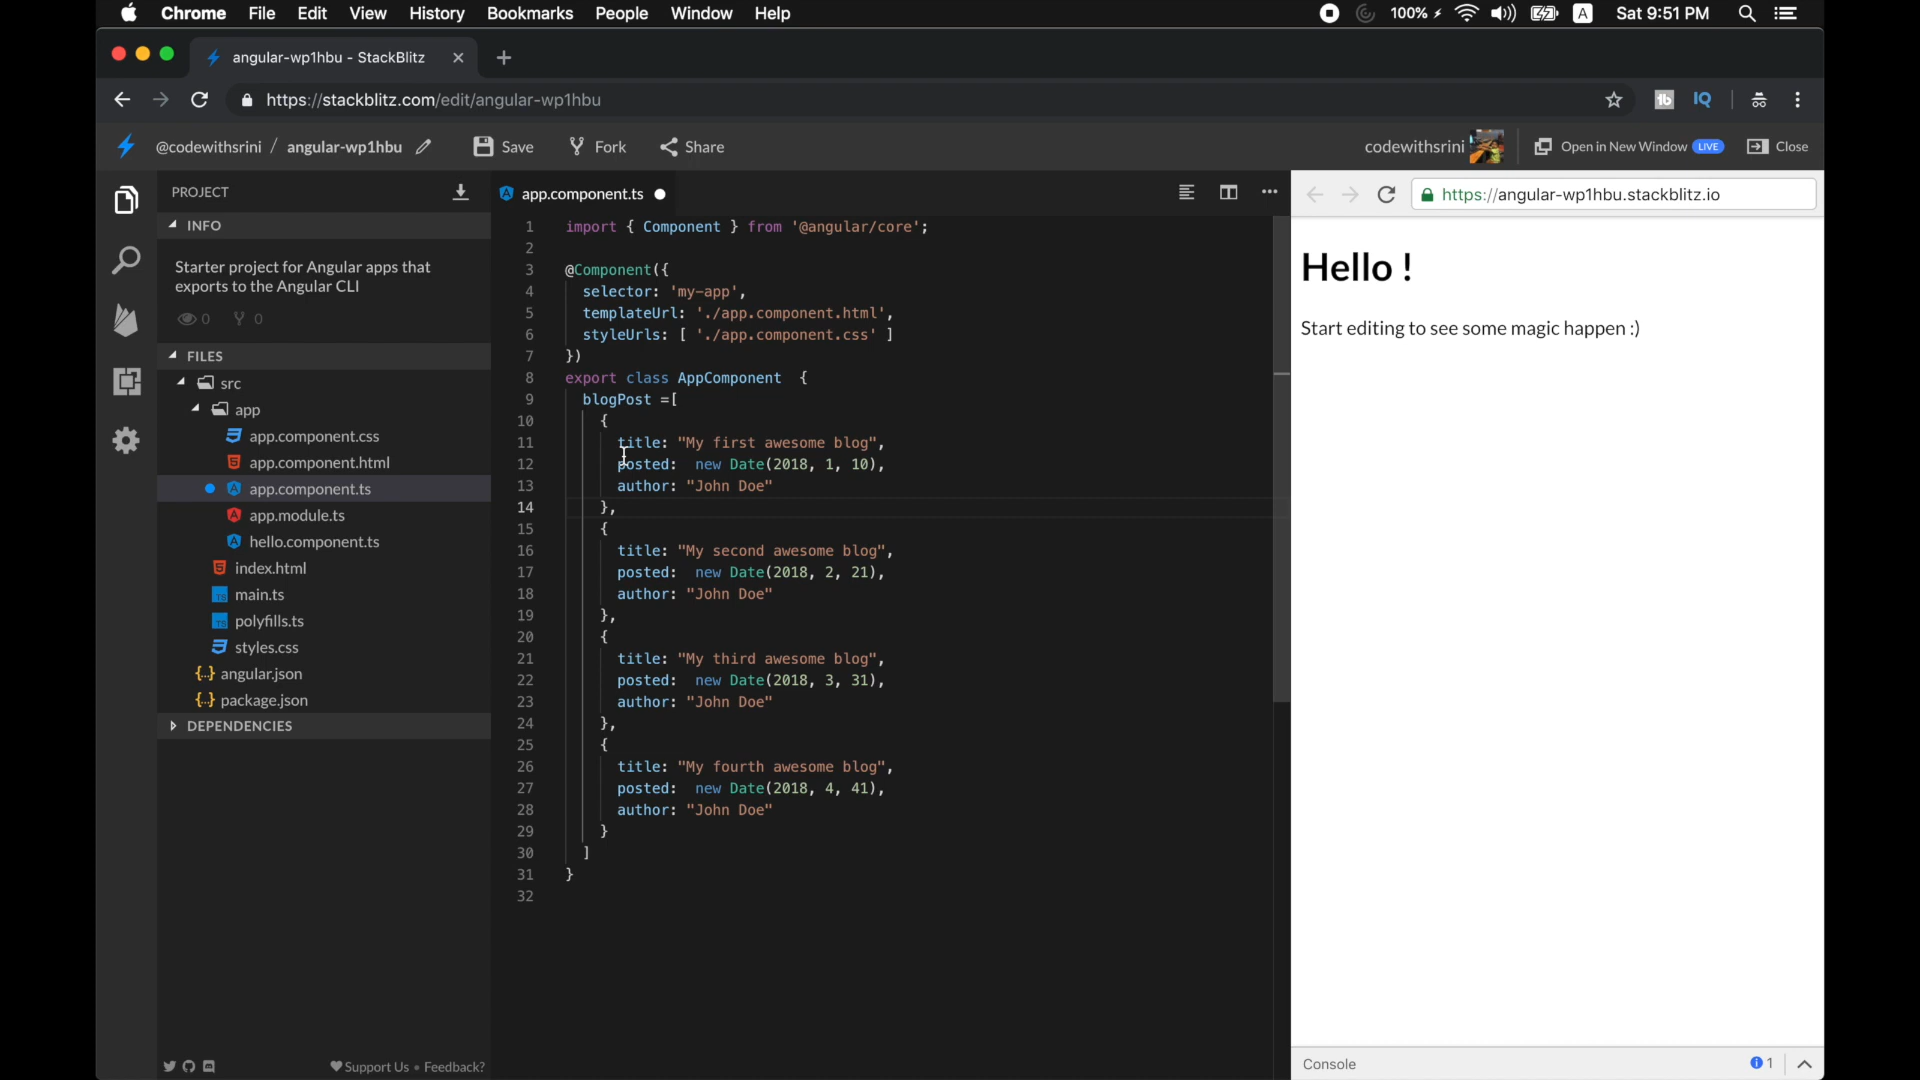 Chrome File Edit View History Bookmarks People Window Help 100% A Sat 9:51 PM
angular-wp1hbu - StackBlitz
https://stackblitz.com/edit/angular-wp1hbu tb IQ
@codewithsrini / angular-wp1hbu Save Fork Share codewithsrini Open in New Window LIVE Close
PROJECT
app.component.ts
https://angular-wp1hbu.stackblitz.io
INFO
Starter project for Angular apps that
exports to the Angular CLI
0 0
FILES
src
app
app.component.css
app.component.html
app.component.ts
app.module.ts
hello.component.ts
index.html
TS main.ts
TS polyfills.ts
styles.css
{..} angular.json
{..} package.json
DEPENDENCIES
Support Us • Feedback?
1 import { Component } from '@angular/core';
2
3 @Component({
4 selector: 'my-app',
5 templateUrl: './app.component.html',
6 styleUrls: [ './app.component.css' ]
7 })
8 export class AppComponent {
9 blogPost =[
10 {
11 title: "My first awesome blog",
12 posted: new Date(2018, 1, 10),
13 author: "John Doe"
14 },
15 {
16 title: "My second awesome blog",
17 posted: new Date(2018, 2, 21),
18 author: "John Doe"
19 },
20 {
21 title: "My third awesome blog",
22 posted: new Date(2018, 3, 31),
23 author: "John Doe"
24 },
25 {
26 title: "My fourth awesome blog",
27 posted: new Date(2018, 4, 41),
28 author: "John Doe"
29 }
30 ]
31 }
32
Hello !
Start editing to see some magic happen :)
Console 1